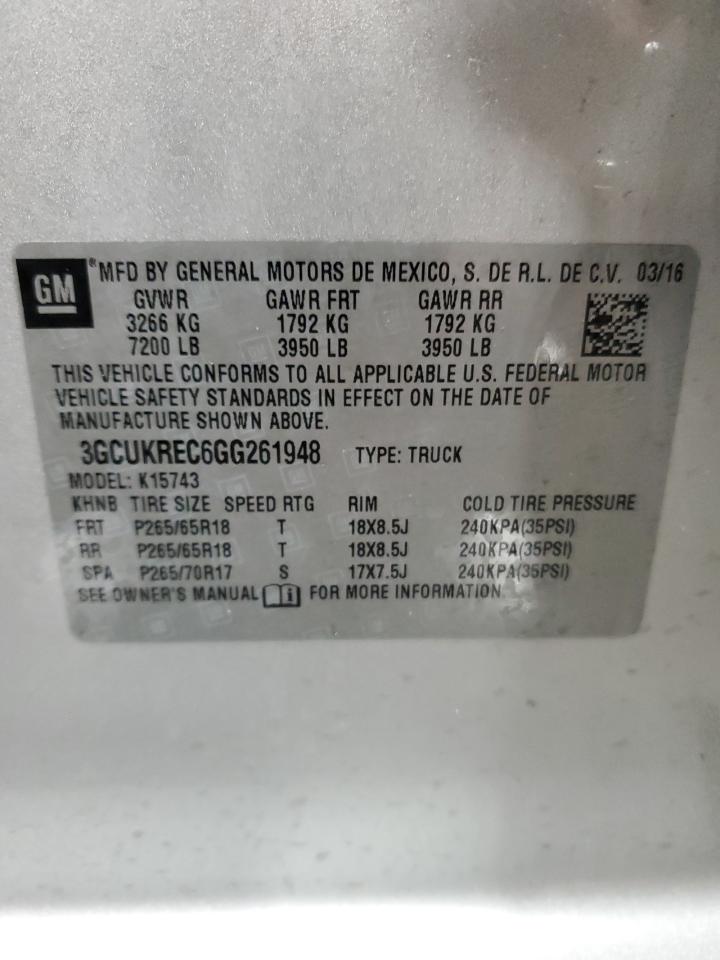 GM ®MFD BY GENERAL MOTORS DE MEXICO, S. DE R.L. DE C.V. 03/16
GVWR GAWR FRT GAWR RR
3266 KG 1792 KG 1792 KG
7200 LB 3950 LB 3950 LB
THIS VEHICLE CONFORMS TO ALL APPLICABLE U.S. FEDERAL MOTOR
VEHICLE SAFETY STANDARDS IN EFFECT ON THE DATE OF
MANUFACTURE SHOWN ABOVE.
3GCUKREC6GG261948 TYPE: TRUCK
MODEL: K15743
KHNB TIRE SIZE SPEED RTG RIM COLD TIRE PRESSURE
FRT P265/65R18 T 18X8.5J 240KPA(35PSI)
RR P265/65R18 T 18X8.5J 240KPA(35PSI)
SPA P265/70R17 S 17X7.5J 240KPA(35PSI)
SEE OWNER'S MANUAL i FOR MORE INFORMATION.